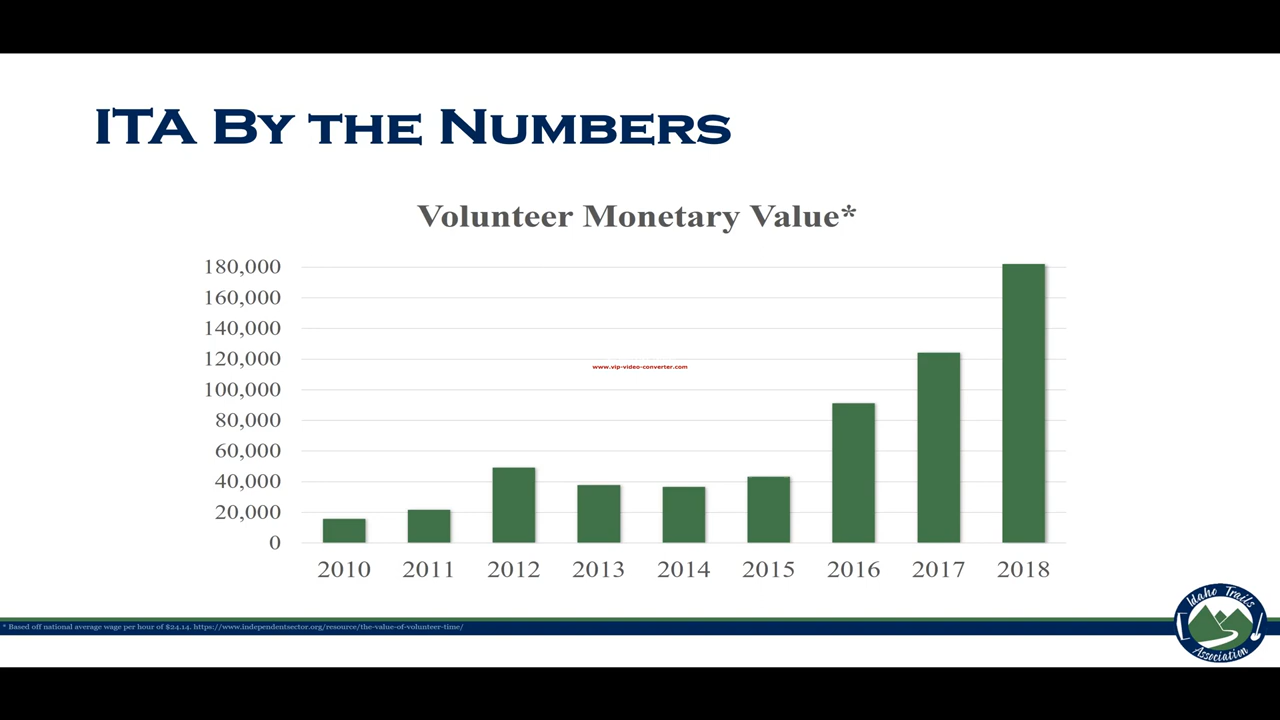 ITA By the Numbers
Volunteer Monetary Value*
180,000
160,000
140,000
120,000
www.vip-video-converter.com
100,000
80,000
60,000
40,000
20,000
0
2010 2011 2012 2013 2014 2015 2016 2017 2018
Idaho Trails
Association
* Based off national average wage per hour of $24.14. https://www.independentsector.org/resource/the-value-of-volunteer-time/